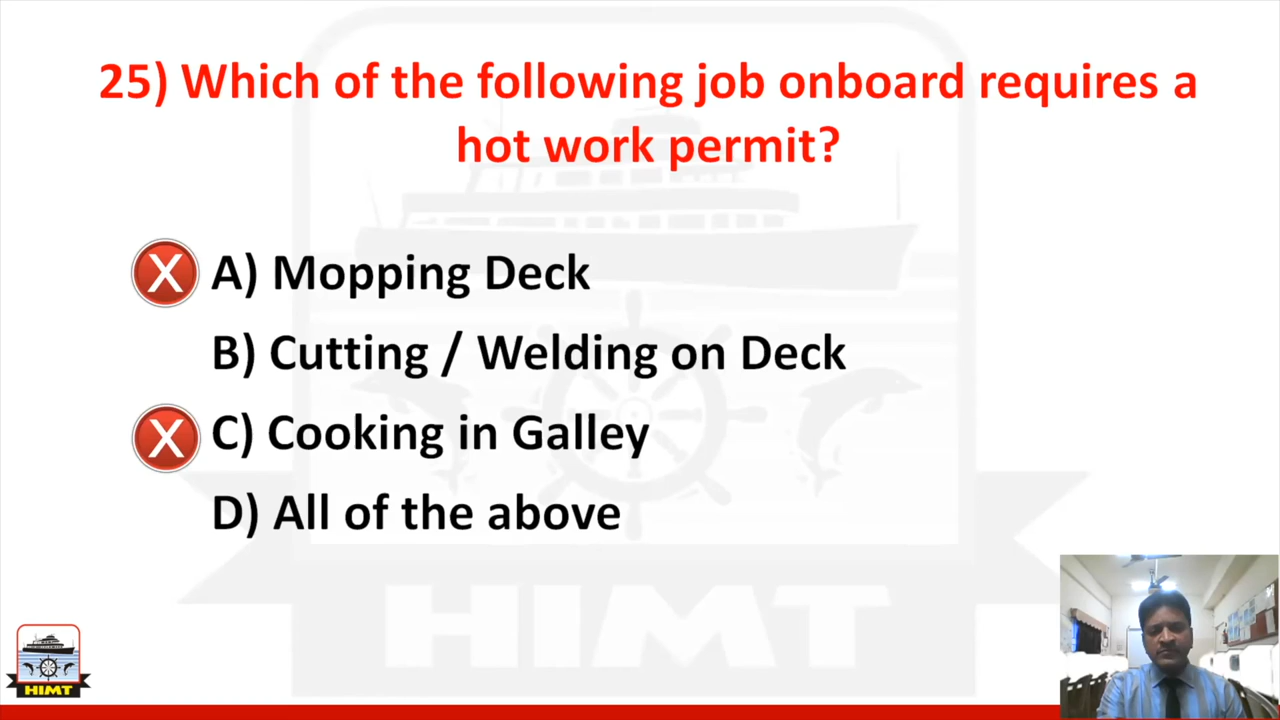 25) Which of the following job onboard requires a
hot work permit?
X A) Mopping Deck
B) Cutting / Welding on Deck
X C) Cooking in Galley
D) All of the above
HIMT
HIMT